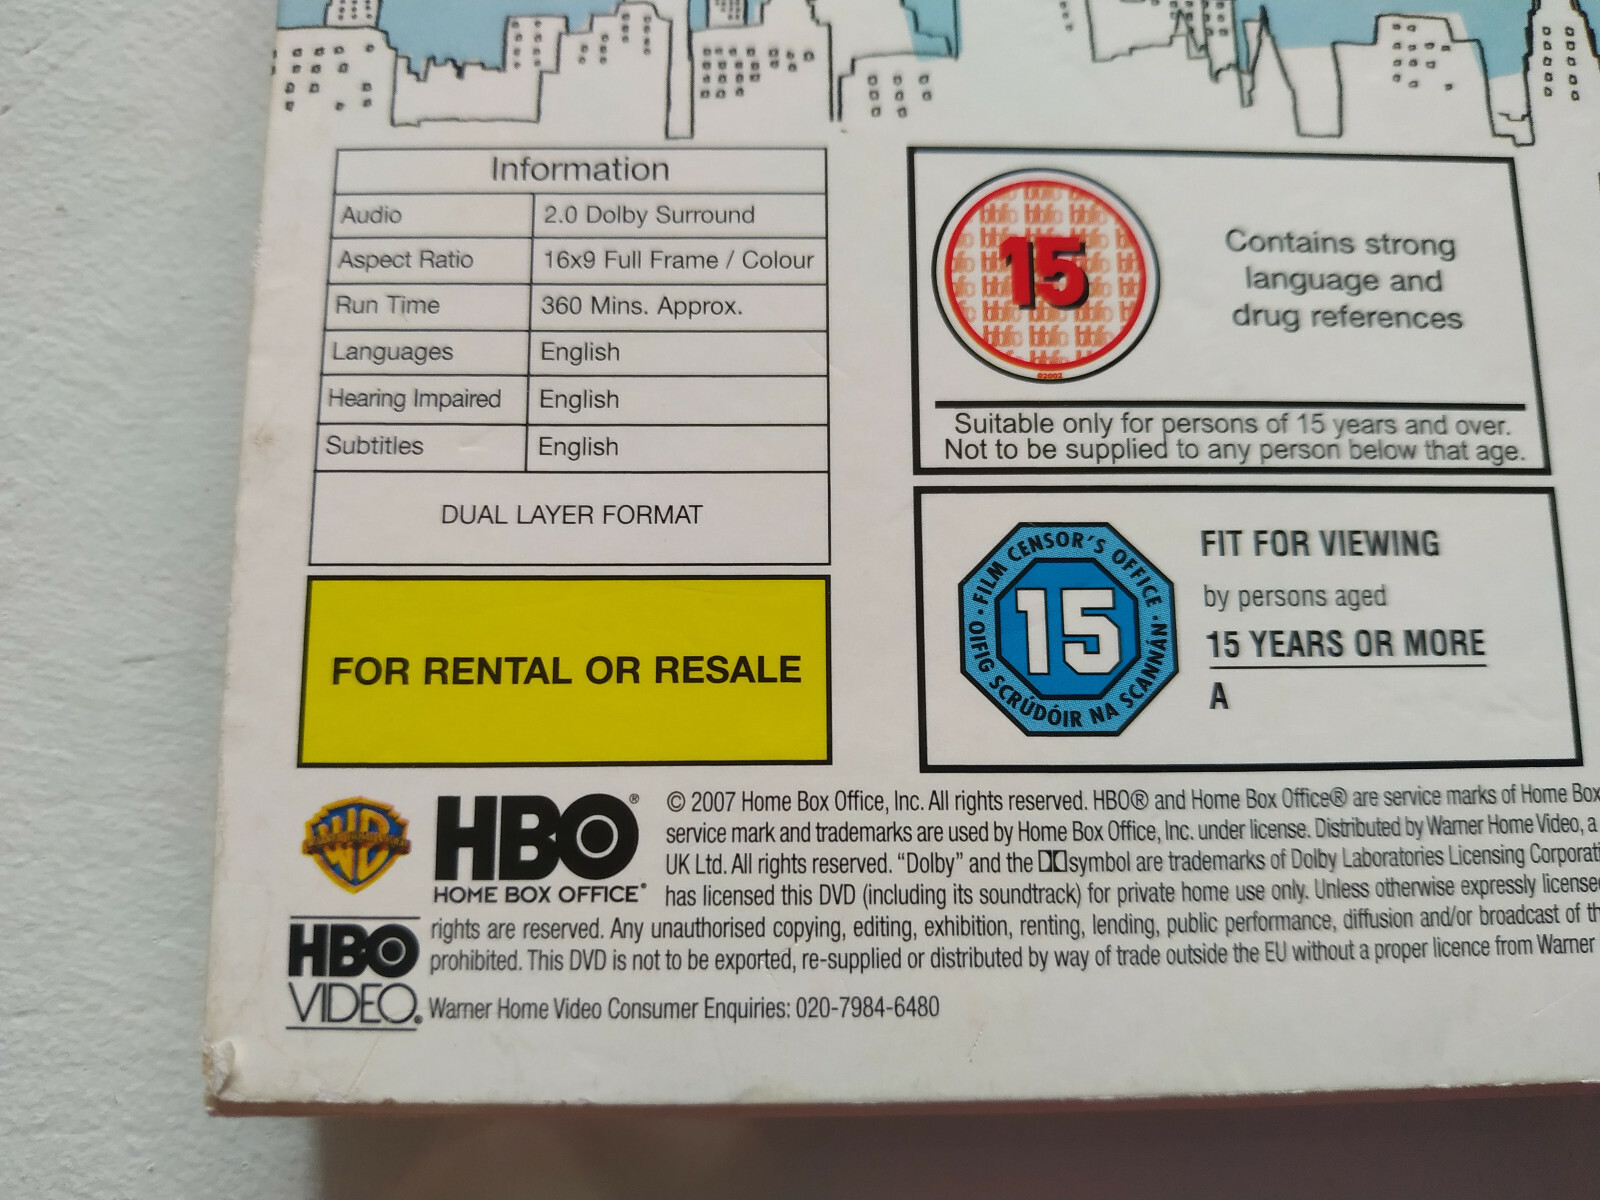 Information
Audio 2.0 Dolby Surround
Aspect Ratio 16x9 Full Frame / Colour
Run Time 360 Mins. Approx.
Languages English
Hearing Impaired English
Subtitles English
DUAL LAYER FORMAT
FOR RENTAL OR RESALE
15
Contains strong
language and
drug references
Suitable only for persons of 15 years and over.
Not to be supplied to any person below that age.
FILM CENSOR'S OFFICE
15
OIFIG SCRÚDÓIR NA SCANNÁN
FIT FOR VIEWING
by persons aged
15 YEARS OR MORE
A
WB
HBO®
HOME BOX OFFICE®
© 2007 Home Box Office, Inc. All rights reserved. HBO® and Home Box Office® are service marks of Home Box
service mark and trademarks are used by Home Box Office, Inc. under license. Distributed by Warner Home Video, a
UK Ltd. All rights reserved. “Dolby” and the symbol are trademarks of Dolby Laboratories Licensing
has licensed this DVD (including its soundtrack) for private home use only. Unless otherwise expressly
HBO
VIDEO®
rights are reserved. Any unauthorised copying, editing, exhibition, renting, lending, public performance, diffusion and/or broadcast of
prohibited. This DVD is not to be exported, re-supplied or distributed by way of trade outside the EU without a proper licence from Warner
Warner Home Video Consumer Enquiries: 020-7984-6480